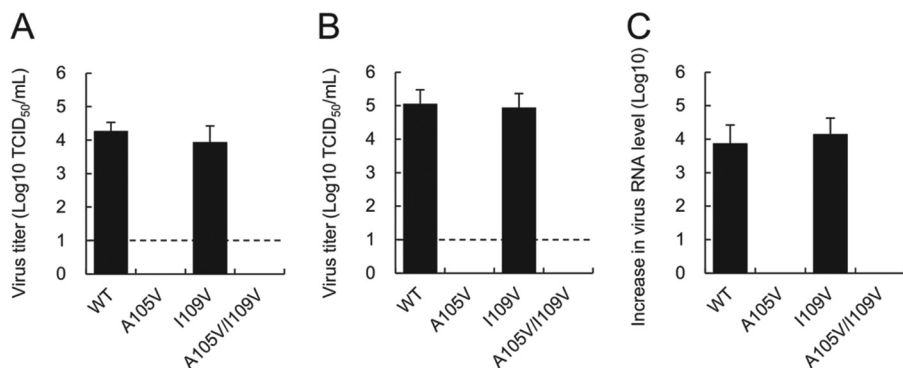 A
Virus titer (Log10 TCID50/mL)
6
5
4
3
2
1
0
WT
A105V
I109V
A105V/I109V
B
Virus titer (Log10 TCID50/mL)
6
5
4
3
2
1
0
WT
A105V
I109V
A105V/I109V
C
Increase in virus RNA level (Log10)
6
5
4
3
2
1
0
WT
A105V
I109V
A105V/I109V